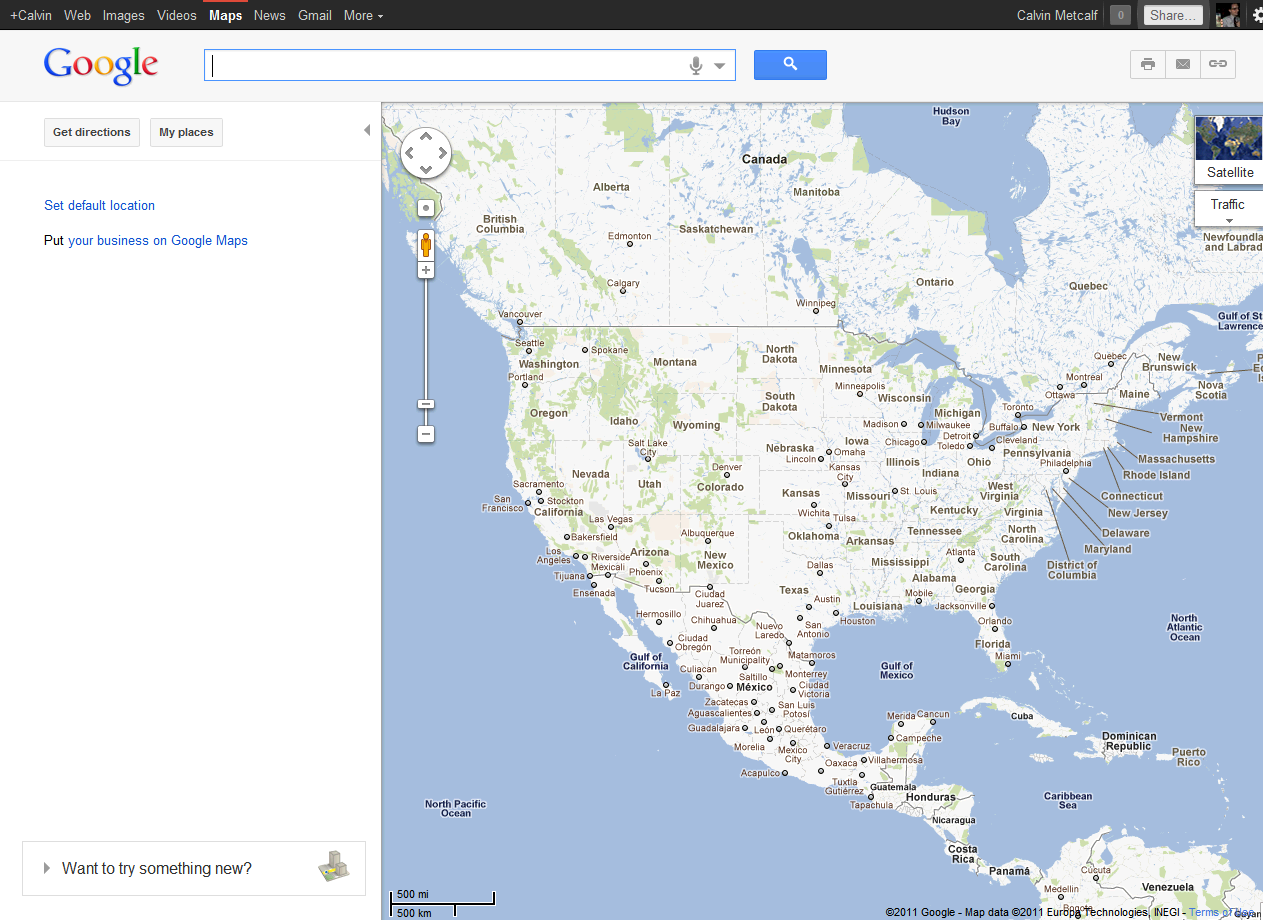 +Calvin Web Images Videos Maps News Gmail More
Calvin Metcalf 0 Share...
Google
Get directions My places
Set default location
Put your business on Google Maps
Want to try something new?
Satellite
Traffic
Hudson
Bay
Canada
Alberta
Manitoba
British
Columbia
Saskatchewan
Edmonton
Newfoundla
and Labrad
Calgary
Ontario
Quebec
Winnipeg
Vancouver
Gulf of St
Lawrence
Seattle
Spokane
Washington
Montana
North
Dakota
Minnesota
Québec
New
Brunswick
Portland
Minneapolis
Montréal
Ottawa
Maine
Nova
Scotia
Oregon
Idaho
Wyoming
South
Dakota
Wisconsin
Michigan
Toronto
Vermont
New
Hampshire
Madison
Milwaukee
Buffalo
New York
Salt Lake
City
Nebraska
Iowa
Omaha
Lincoln
Chicago
Detroit
Toledo
Cleveland
Pennsylvania
Massachusetts
Rhode Island
Nevada
Utah
Denver
Colorado
Kansas
City
Illinois
Indiana
Ohio
Philadelphia
Connecticut
New Jersey
Sacramento
San
Francisco
Stockton
California
Kansas
Missouri
St. Louis
West
Virginia
Virginia
Kentucky
Delaware
Maryland
Las Vegas
Wichita
Tulsa
Bakersfield
Albuquerque
Oklahoma
Arkansas
Tennessee
North
Carolina
District of
Columbia
Los
Angeles
Riverside
Arizona
New
Mexico
Mexicali
Phoenix
Dallas
Mississippi
Atlanta
South
Carolina
Tijuana
Tucson
Alabama
Georgia
Ensenada
Ciudad
Juarez
Texas
Austin
Louisiana
Mobile
Jacksonville
Hermosillo
Chihuahua
San
Antonio
Houston
Orlando
Nuevo
Laredo
Ciudad
Obregón
Florida
Miami
North
Atlantic
Ocean
Gulf of
California
Torreón
Municipality
Matamoros
Culiacan
Saltillo
Monterrey
Gulf of
Mexico
La Paz
Durango
México
Ciudad
Victoria
Zacatecas
Aguascalientes
San Luis
Potosí
Guadalajara
León
Querétaro
Merida
Cancun
Cuba
Morelia
Mexico
City
Veracruz
Campeche
Dominican
Republic
Puerto
Rico
Acapulco
Oaxaca
Villahermosa
Tuxtla
Gutiérrez
Guatemala
Tapachula
Honduras
Caribbean
Sea
North Pacific
Ocean
Nicaragua
Costa
Rica
Panamá
Cúcuta
Medellin
Venezuela
Bogota
500 mi
500 km
©2011 Google - Map data ©2011 Europa Technologies, INEGI - Terms of Use